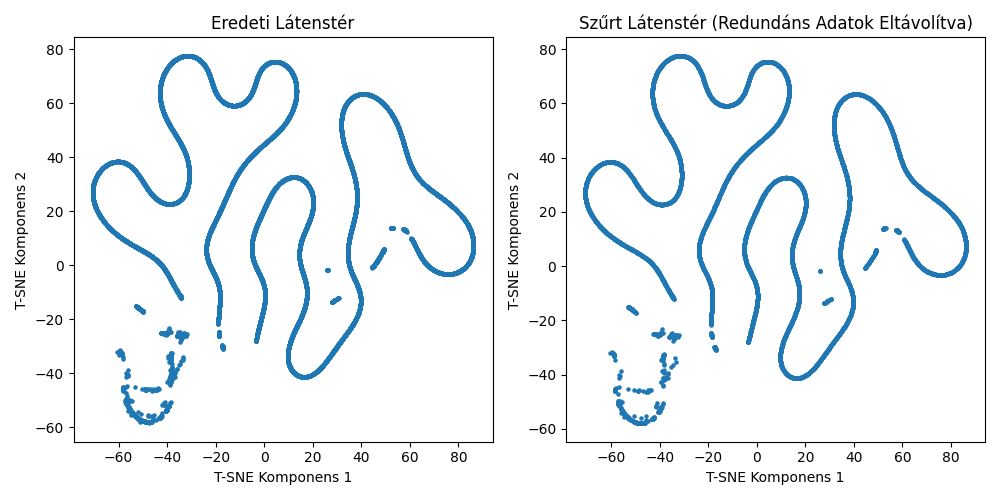 Eredeti Látenstér
80
60
40
20
0
−20
−40
−60
−60 −40 −20 0 20 40 60 80
T-SNE Komponens 1
T-SNE Komponens 2
Szűrt Látenstér (Redundáns Adatok Eltávolítva)
80
60
40
20
0
−20
−40
−60
−60 −40 −20 0 20 40 60 80
T-SNE Komponens 1
T-SNE Komponens 2